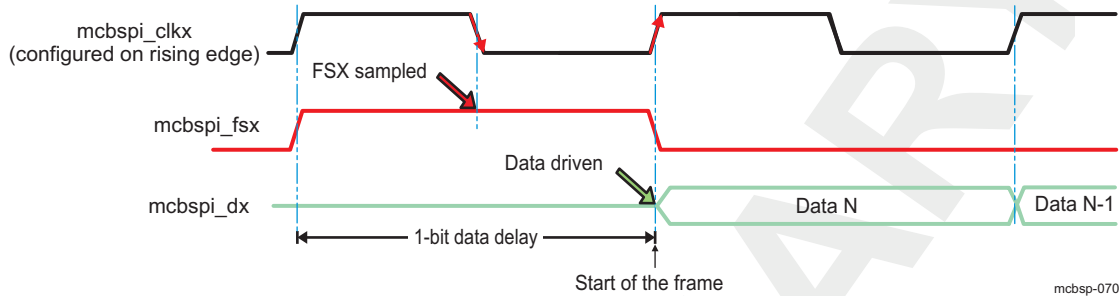 mcbspi_clkx
(configured on rising edge)
FSX sampled
mcbspi_fsx
Data driven
mcbspi_dx
Data N
Data N-1
1-bit data delay
Start of the frame
mcbsp-070